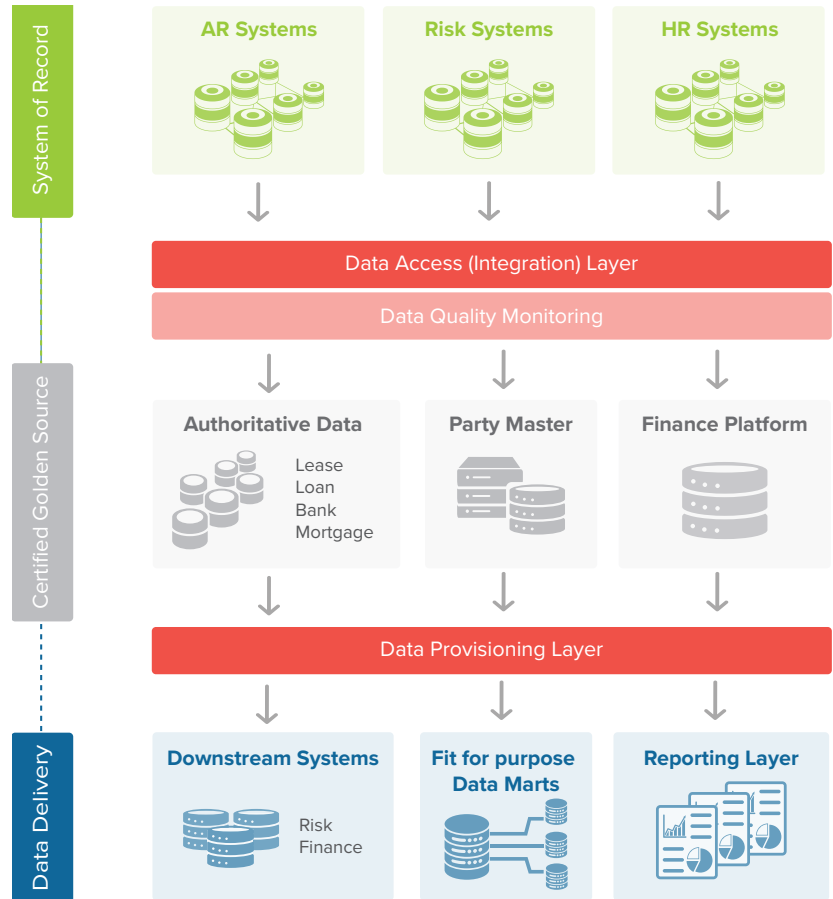 System of Record
AR Systems
Risk Systems
HR Systems
Data Access (Integration) Layer
Data Quality Monitoring
Certified Golden Source
Authoritative Data
Lease
Loan
Bank
Mortgage
Party Master
Finance Platform
Data Provisioning Layer
Data Delivery
Downstream Systems
Risk
Finance
Fit for purpose
Data Marts
Reporting Layer